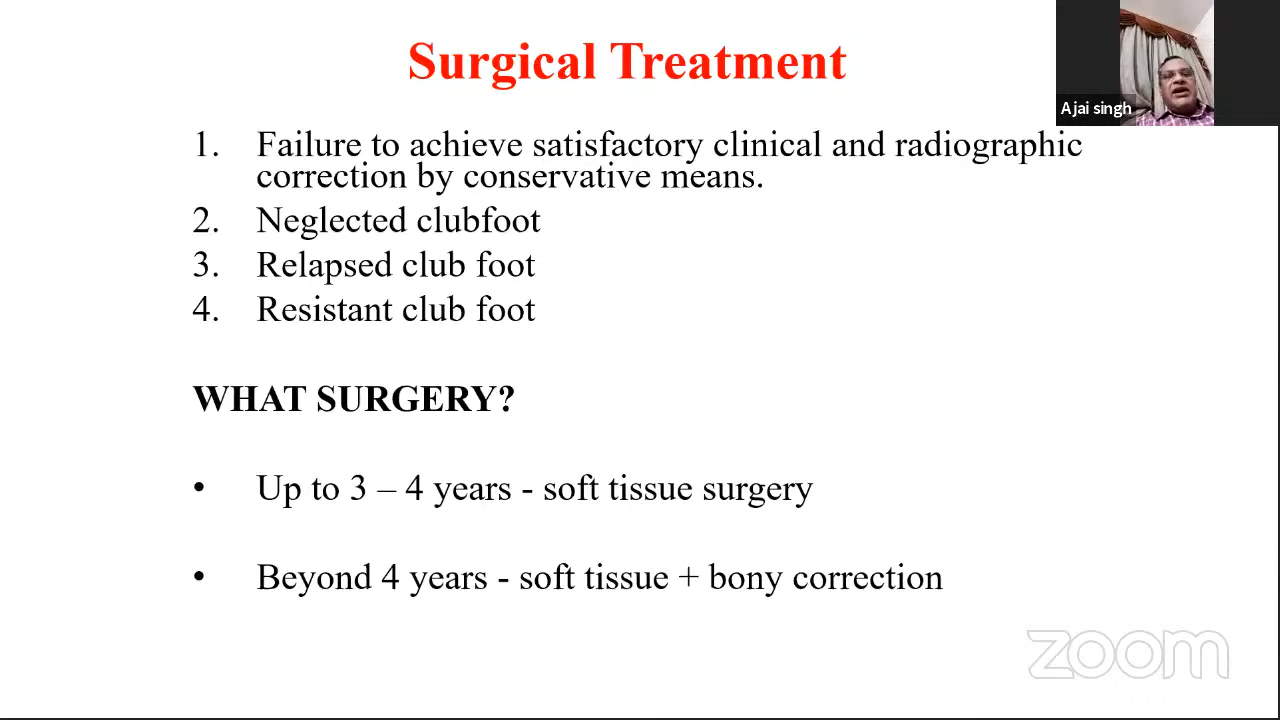 Surgical Treatment
Ajai singh
1. Failure to achieve satisfactory clinical and radiographic
correction by conservative means.
2. Neglected clubfoot
3. Relapsed club foot
4. Resistant club foot
WHAT SURGERY?
• Up to 3 – 4 years - soft tissue surgery
• Beyond 4 years - soft tissue + bony correction
zoom